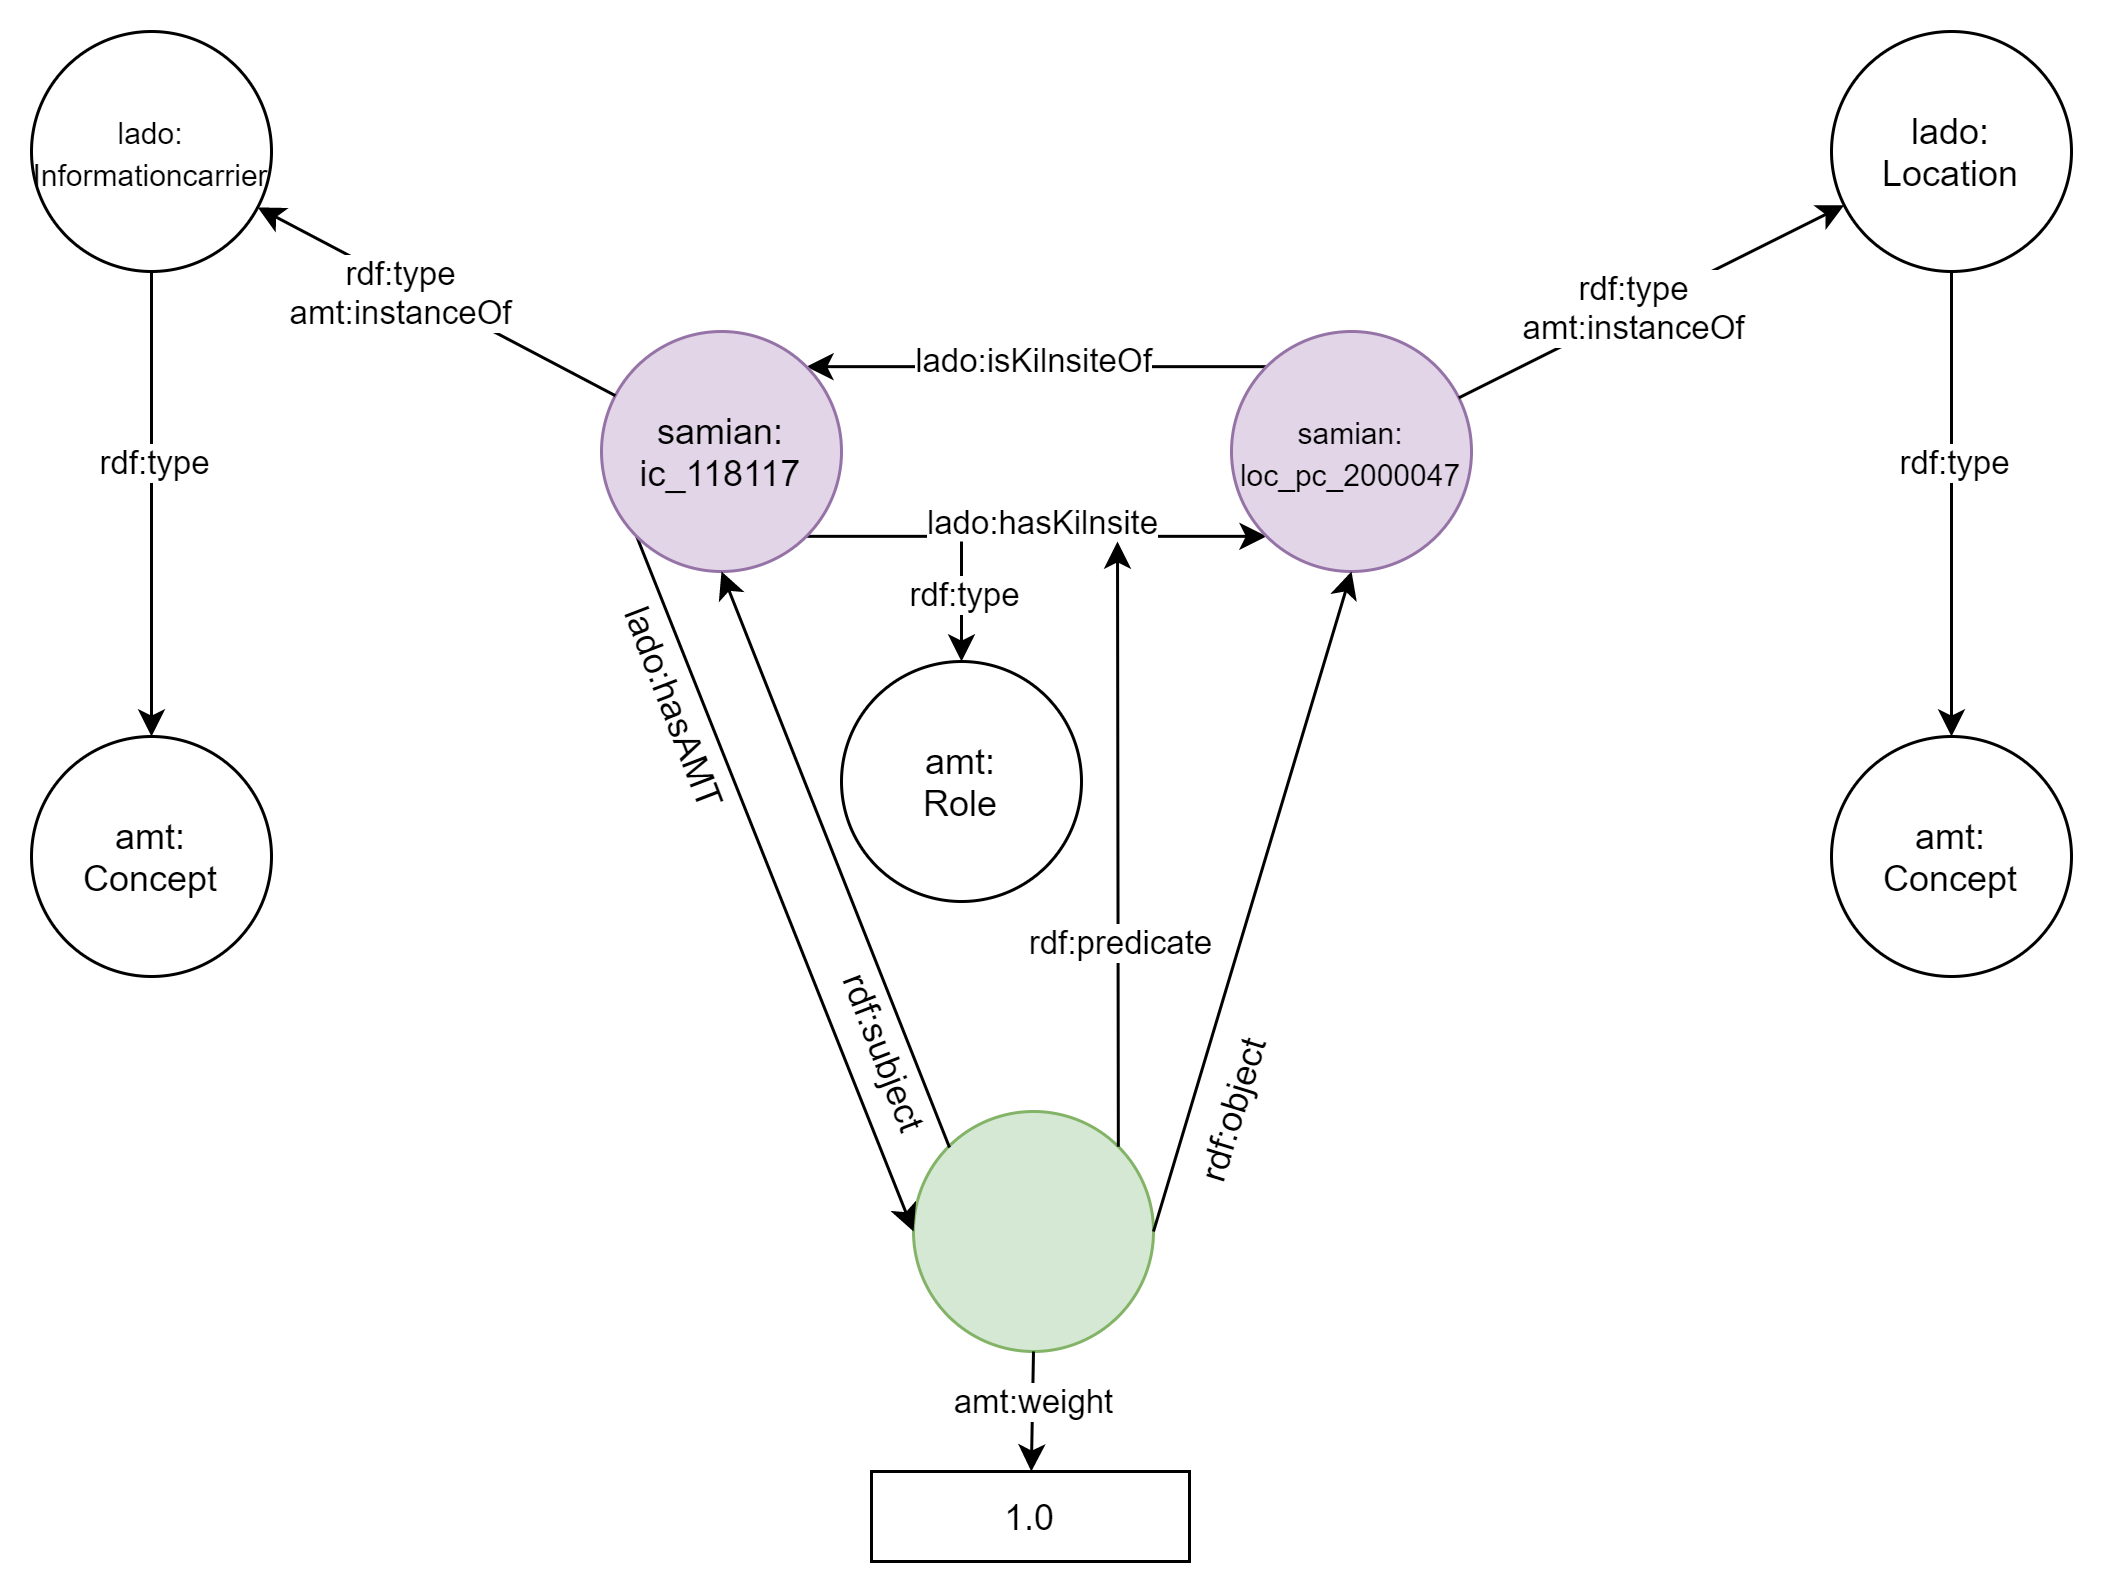 lado:
Informationcarrier
lado:
Location
rdf:type
amt:instanceOf
rdf:type
amt:instanceOf
lado:isKilnsiteOf
samian:
ic_118117
samian:
loc_pc_2000047
rdf:type
rdf:type
lado:hasKilnsite
rdf:type
lado:hasAMT
amt:
Role
amt:
Concept
amt:
Concept
rdf:predicate
rdf:subject
rdf:object
amt:weight
1.0